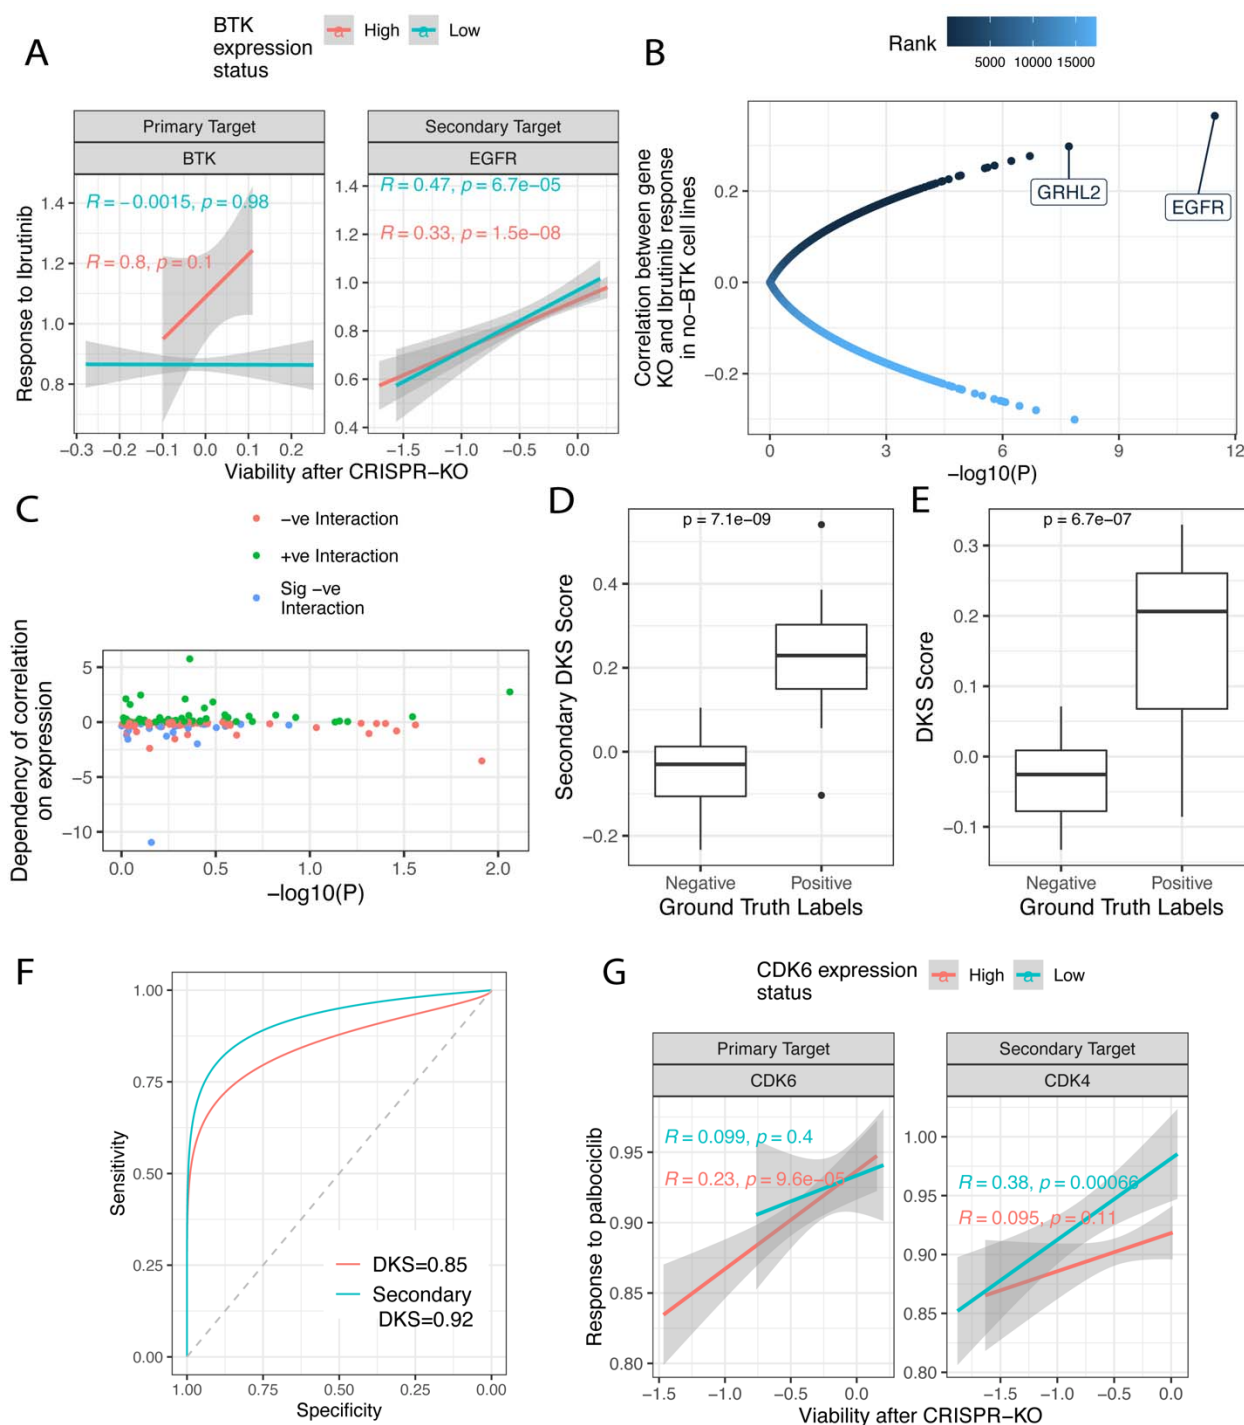 A
BTK
expression
status
a High a Low
Primary Target
BTK
Secondary Target
EGFR
R = −0.0015, p = 0.98
R = 0.8, p = 0.1
R = 0.47, p = 6.7e−05
R = 0.33, p = 1.5e−08
Response to Ibrutinib
1.4
1.2
1.0
0.8
1.4
1.2
1.0
0.8
0.6
0.4
−0.3 −0.2 −0.1 0.0 0.1 0.2
−1.5 −1.0 −0.5 0.0
Viability after CRISPR−KO
B
Rank
5000 10000 15000
Correlation between gene
KO and Ibrutinib response
in no−BTK cell lines
0.2
0.0
−0.2
GRHL2
EGFR
0 3 6 9 12
−log10(P)
C
−ve Interaction
+ve Interaction
Sig −ve
Interaction
Dependency of correlation
on expression
5
0
−5
−10
0.0 0.5 1.0 1.5 2.0
−log10(P)
D
p = 7.1e−09
Secondary DKS Score
0.4
0.2
0.0
−0.2
Negative Positive
Ground Truth Labels
E
p = 6.7e−07
DKS Score
0.3
0.2
0.1
0.0
−0.1
Negative Positive
Ground Truth Labels
F
Sensitivity
1.00
0.75
0.50
0.25
0.00
DKS=0.85
Secondary
DKS=0.92
1.00 0.75 0.50 0.25 0.00
Specificity
G
CDK6 expression
status
a High a Low
Primary Target
CDK6
Secondary Target
CDK4
R = 0.099, p = 0.4
R = 0.23, p = 9.6e−05
R = 0.38, p = 0.00066
R = 0.095, p = 0.11
Response to palbociclib
0.95
0.90
0.85
0.80
1.00
0.95
0.90
0.85
0.80
−1.5 −1.0 −0.5 0.0
−1.5 −1.0 −0.5 0.0
Viability after CRISPR−KO